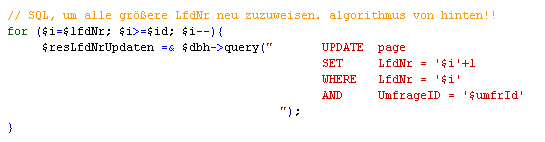 // SQL, um alle größere LfdNr neu zuzuweisen. algorithmus von hinten!!
for ($i=$lfdNr; $i>=$id; $i--){
$resLfdNrUpdaten =& $dbh->query(" UPDATE page
SET LfdNr = '$i'+1
WHERE LfdNr = '$i'
AND UmfrageID = '$umfrId'
");
}